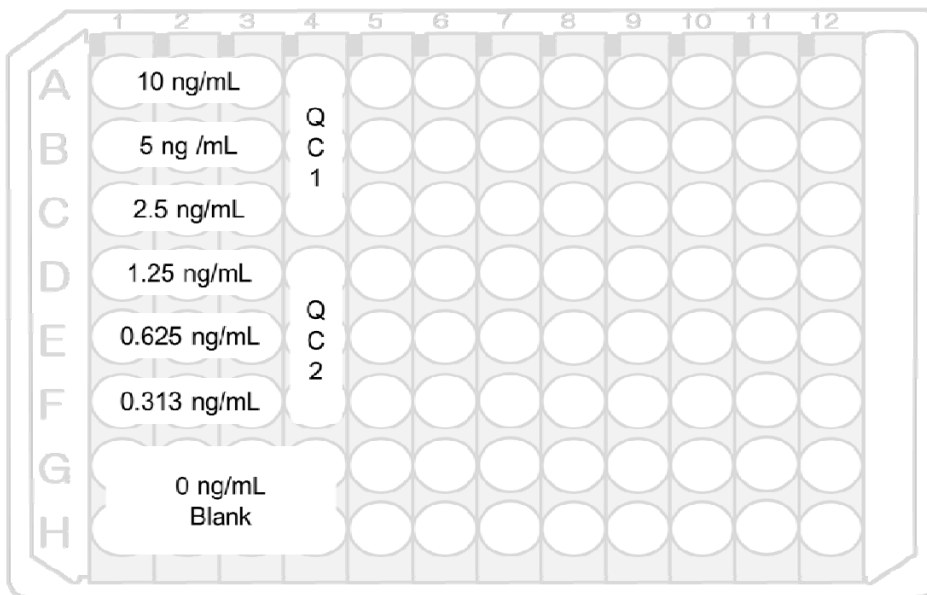 1 2 3 4 5 6 7 8 9 10 11 12
A 10 ng/mL
B 5 ng /mL
C 2.5 ng/mL
Q
C
1
D 1.25 ng/mL
E 0.625 ng/mL
F 0.313 ng/mL
Q
C
2
G
H
0 ng/mL
Blank